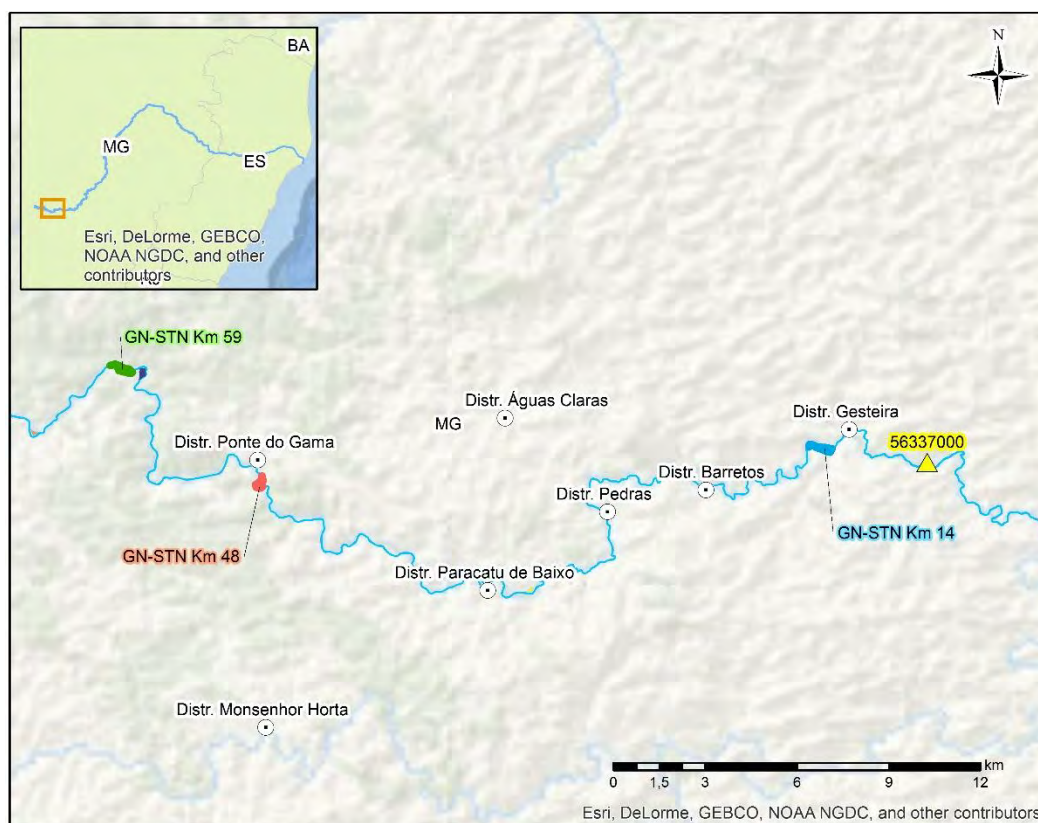 BA
MG
ES
Esri, DeLorme, GEBCO,
NOAA NGDC, and other
contributors
N
GN-STN Km 59
Distr. Águas Claras
MG
Distr. Gesteira
Distr. Ponte do Gama
56337000
Distr. Barretos
Distr. Pedras
GN-STN Km 14
GN-STN Km 48
Distr. Paracatu de Baixo
Distr. Monsenhor Horta
km
0 1,5 3 6 9 12
Esri, DeLorme, GEBCO, NOAA NGDC, and other contributors